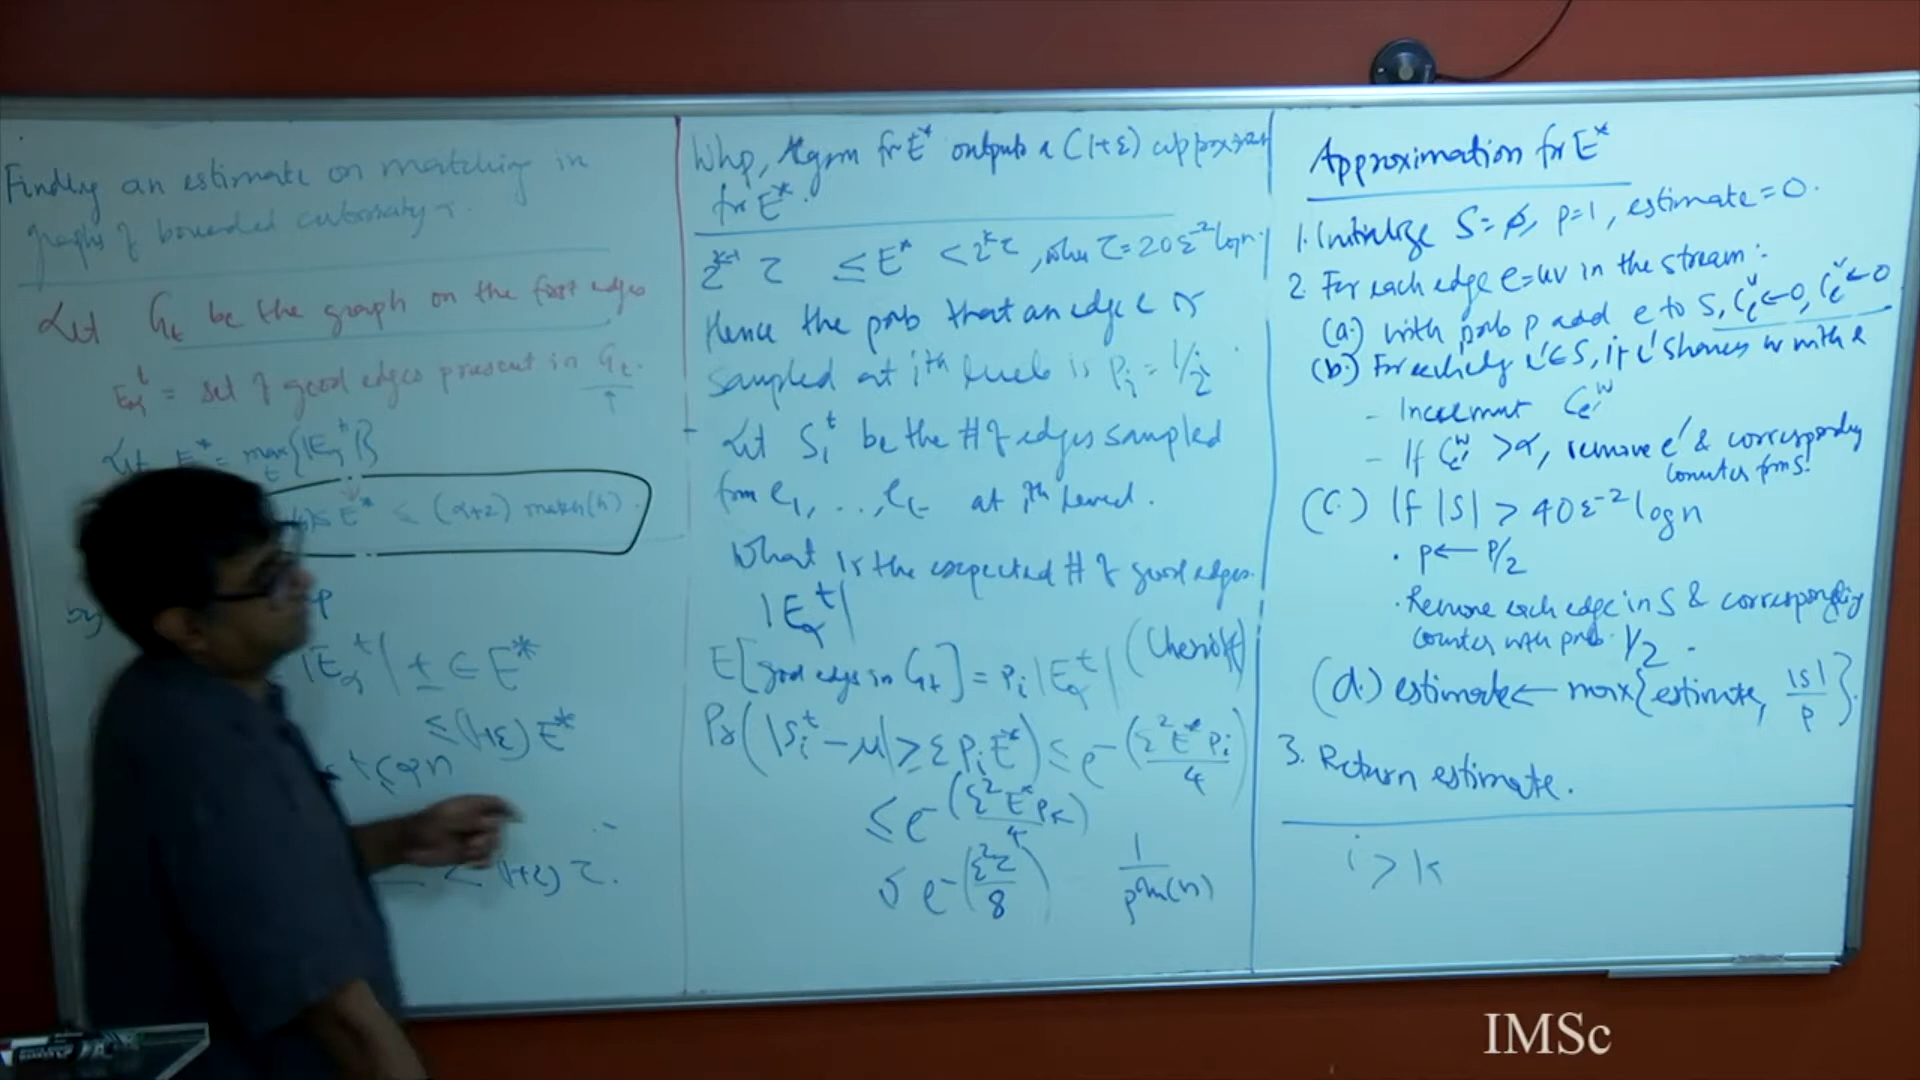 Finding an estimate on matching in
graphs of bounded arboricity α.
Let G_t be the graph on the first edges
E_α^t = set of good edges present in G_t.
Let E* = max_t {|E_α^t|}
≤ E* ≤ (α+2) match(G).
|E_α^t| ± ∈ E*
≤ (1+ε) E*
< (1+ε) τ.
Whp, Algm for E* outputs a (1+ε) approximation
for E*.
2^{k-1} τ ≤ E* < 2^k τ, when τ = 20 ε^{-2} log n.
Hence the prob that an edge e is
sampled at i^th level is p_i = 1/2^i
Let S_i^t be the # of edges sampled
from e_1, ..., e_t at i^th level.
What is the expected # of good edges.
|E_α^t|
E[good edges in G_t] = p_i |E_α^t| (Chernoff)
Pr(|S_i^t - μ| ≥ ε p_i E*) ≤ e^-(ε² E* p_i / 4)
≤ e^-(ε² E* p_k / 4)
≤ e^-(ε² τ / 8) 1/poly(n)
Approximation for E*
1. Initialize S = ∅, p = 1, estimate = 0.
2. For each edge e = uv in the stream:
(a.) with prob p add e to S, C_e^u ← 0, C_e^v ← 0
(b.) For each edge e' ∈ S, if e' shares w with e
- Increment C_e'^w
- If C_e'^w > α, remove e' & corresponding
counter from S.
(c.) If |S| > 40 ε^{-2} log n
· p ← p/2
· Remove each edge in S & corresponding
counter with prob. 1/2.
(d.) estimate ← max{estimate, |S|/p}.
3. Return estimate.
i > k
IMSc